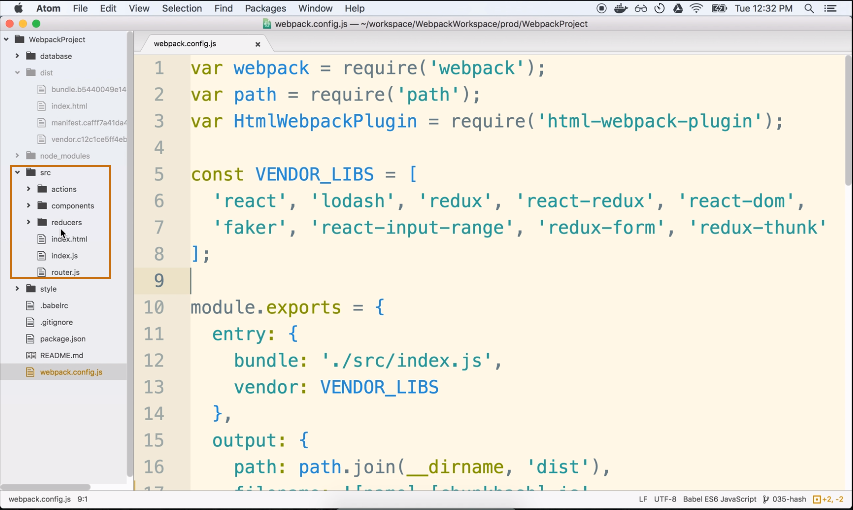 Atom File Edit View Selection Find Packages Window Help Tue 12:32 PM
webpack.config.js — ~/workspace/WebpackWorkspace/prod/WebpackProject
WebpackProject
database
dist
bundle.b5440049e14
index.html
manifest.cafff7a41da4
vendor.c12c1ce5ff4eb
node_modules
src
actions
components
reducers
index.html
index.js
router.js
style
.babelrc
.gitignore
package.json
README.md
webpack.config.js
webpack.config.js ×
1 var webpack = require('webpack');
2 var path = require('path');
3 var HtmlWebpackPlugin = require('html-webpack-plugin');
4
5 const VENDOR_LIBS = [
6 'react', 'lodash', 'redux', 'react-redux', 'react-dom',
7 'faker', 'react-input-range', 'redux-form', 'redux-thunk'
8 ];
9
10 module.exports = {
11 entry: {
12 bundle: './src/index.js',
13 vendor: VENDOR_LIBS
14 },
15 output: {
16 path: path.join(__dirname, 'dist'),
17 filename: '[name].[chunkhash].js'
webpack.config.js 9:1 LF UTF-8 Babel ES6 JavaScript 035-hash +2, -2